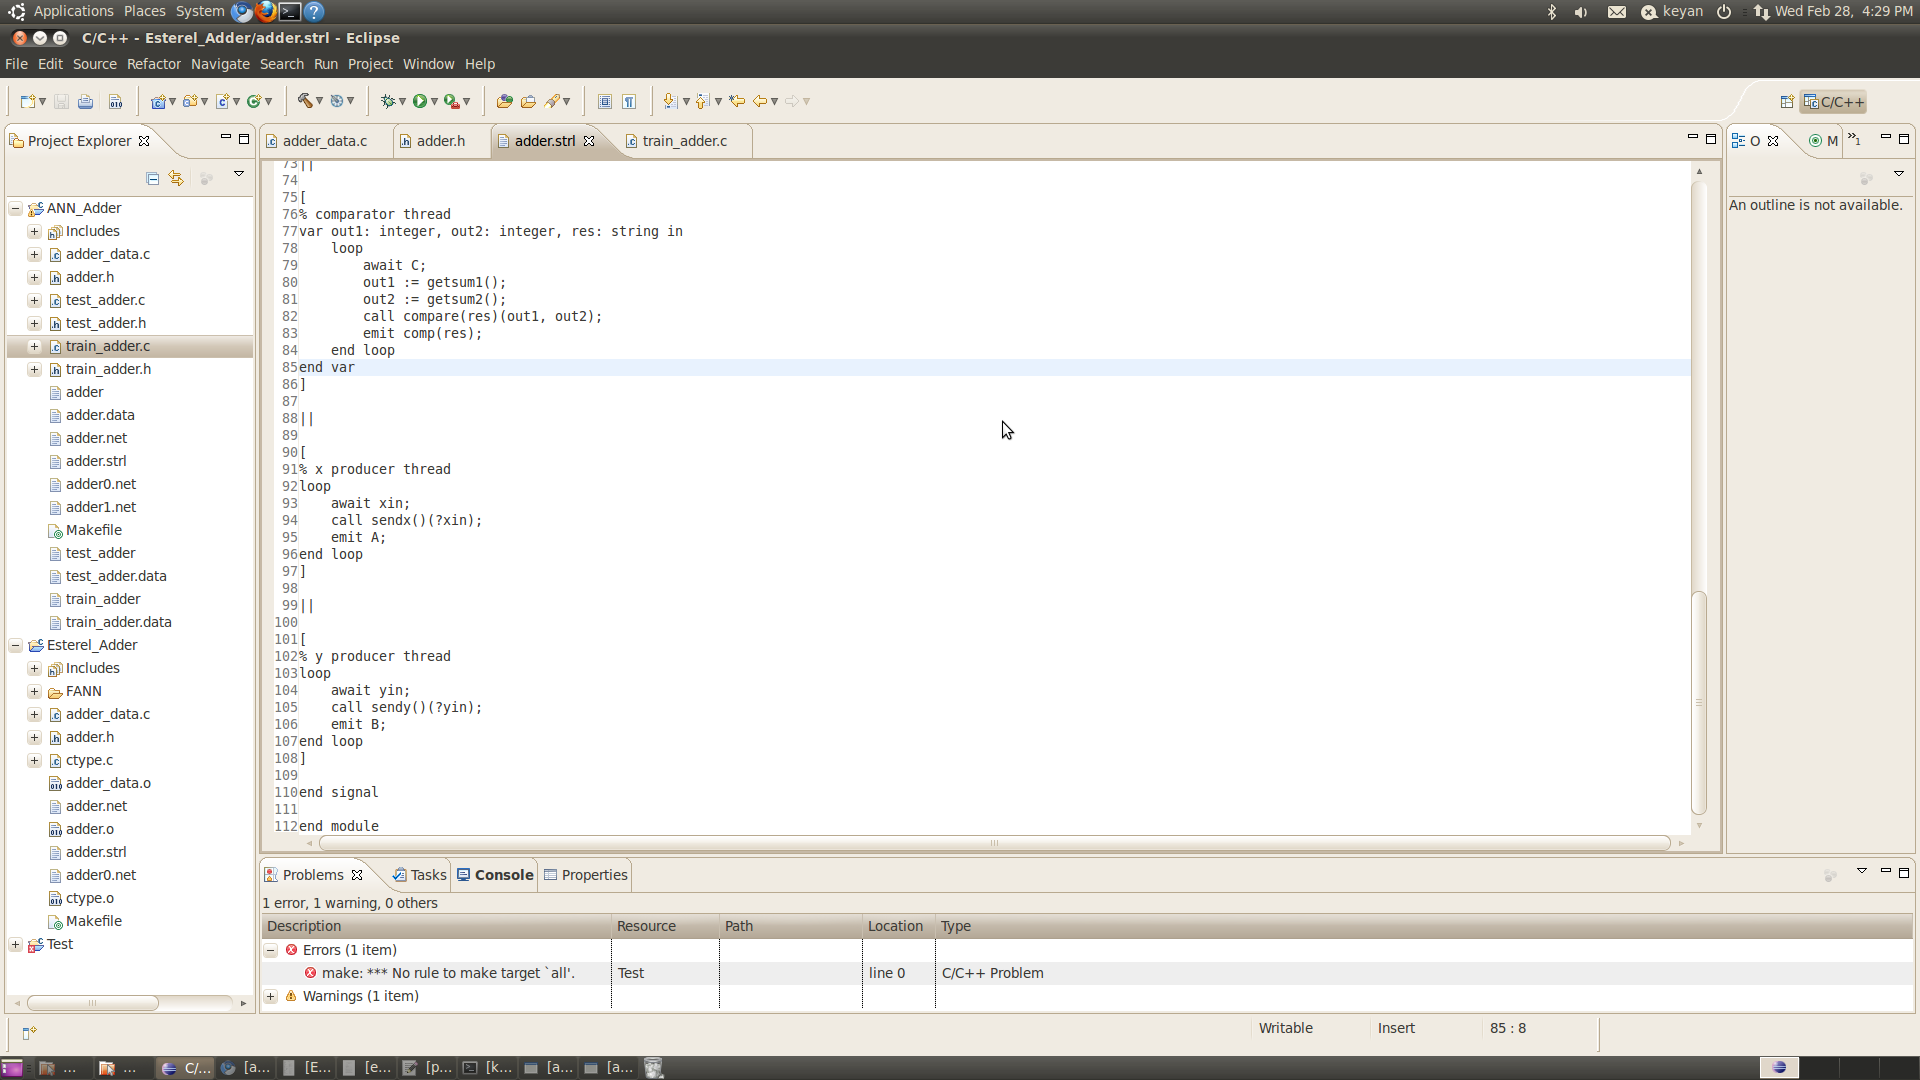 Applications Places System keyan Wed Feb 28, 4:29 PM
C/C++ - Esterel_Adder/adder.strl - Eclipse
File Edit Source Refactor Navigate Search Run Project Window Help
C/C++
Project Explorer
ANN_Adder
Includes
adder_data.c
adder.h
test_adder.c
test_adder.h
train_adder.c
train_adder.h
adder
adder.data
adder.net
adder.strl
adder0.net
adder1.net
Makefile
test_adder
test_adder.data
train_adder
train_adder.data
Esterel_Adder
Includes
FANN
adder_data.c
adder.h
ctype.c
adder_data.o
adder.net
adder.o
adder.strl
adder0.net
ctype.o
Makefile
Test
adder_data.c adder.h adder.strl train_adder.c
73||
74
75[
76% comparator thread
77var out1: integer, out2: integer, res: string in
78    loop
79        await C;
80        out1 := getsum1();
81        out2 := getsum2();
82        call compare(res)(out1, out2);
83        emit comp(res);
84    end loop
85end var
86]
87
88||
89
90[
91% x producer thread
92loop
93    await xin;
94    call sendx()(?xin);
95    emit A;
96end loop
97]
98
99||
100
101[
102% y producer thread
103loop
104    await yin;
105    call sendy()(?yin);
106    emit B;
107end loop
108]
109
110end signal
111
112end module
O M »1
An outline is not available.
Problems Tasks Console Properties
1 error, 1 warning, 0 others
Description Resource Path Location Type
Errors (1 item)
make: *** No rule to make target `all'. Test line 0 C/C++ Problem
Warnings (1 item)
Writable Insert 85 : 8
... ... C/... [a... [E... [e... [p... [k... [a... [a...